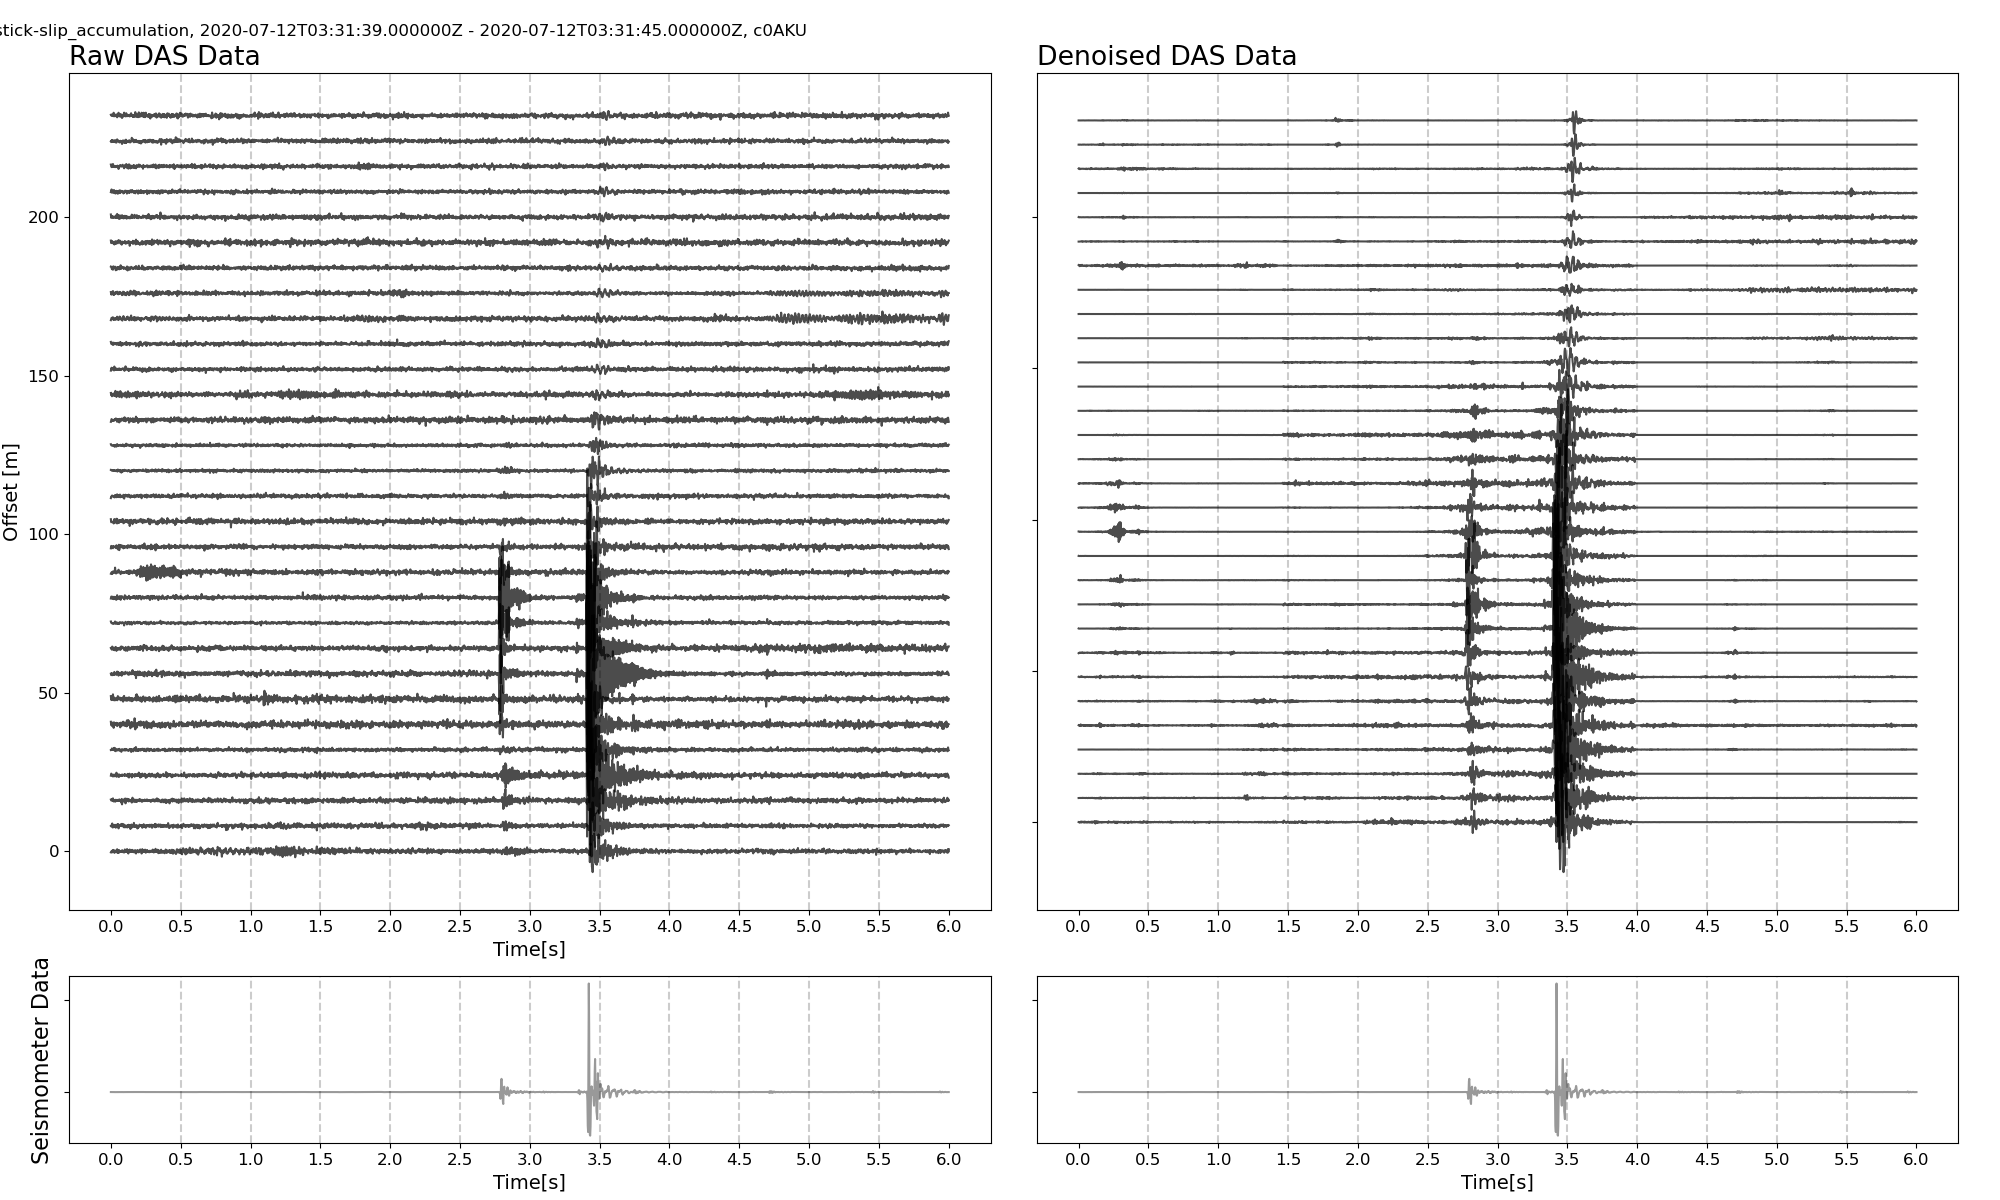 stick-slip_accumulation, 2020-07-12T03:31:39.000000Z - 2020-07-12T03:31:45.000000Z, c0AKU
Raw DAS Data
Denoised DAS Data
Offset [m]
200
150
100
50
0
0.0 0.5 1.0 1.5 2.0 2.5 3.0 3.5 4.0 4.5 5.0 5.5 6.0
Time[s]
0.0 0.5 1.0 1.5 2.0 2.5 3.0 3.5 4.0 4.5 5.0 5.5 6.0
Seismometer Data
0.0 0.5 1.0 1.5 2.0 2.5 3.0 3.5 4.0 4.5 5.0 5.5 6.0
Time[s]
0.0 0.5 1.0 1.5 2.0 2.5 3.0 3.5 4.0 4.5 5.0 5.5 6.0
Time[s]